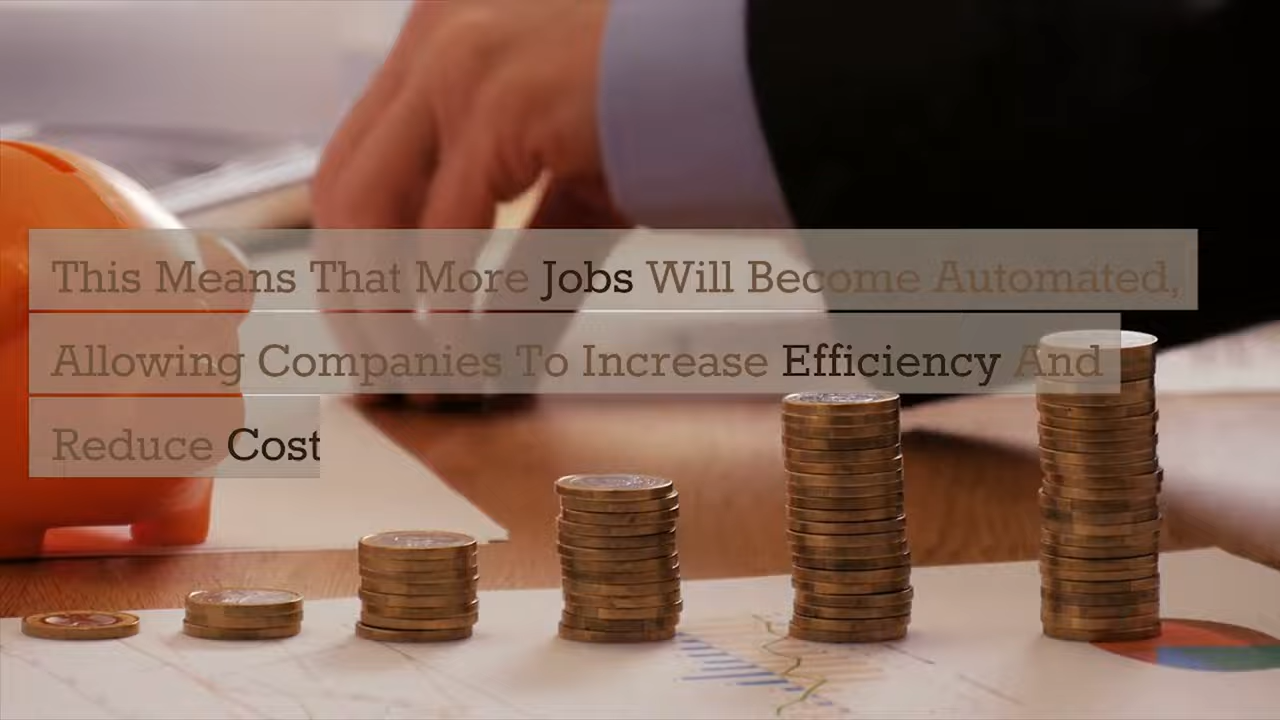 This Means That More Jobs Will Become Automated,
Allowing Companies To Increase Efficiency And
Reduce Cost